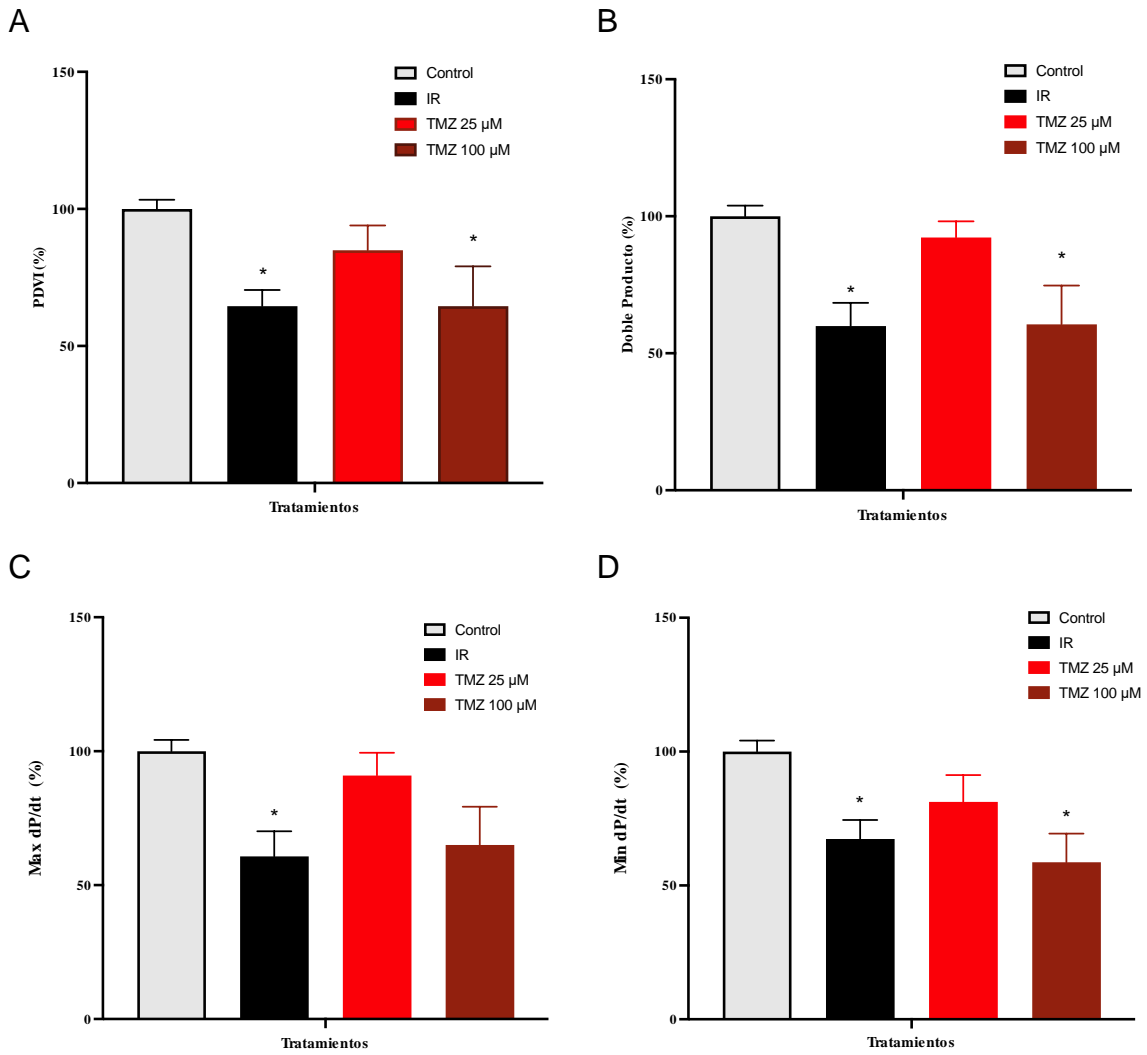 A
PDVI (%)
150
100
50
0
Control
IR
TMZ 25 µM
TMZ 100 µM
*
*
Tratamientos
B
Doble Producto (%)
150
100
50
0
Control
IR
TMZ 25 µM
TMZ 100 µM
*
*
Tratamientos
C
Max dP/dt (%)
150
100
50
0
Control
IR
TMZ 25 µM
TMZ 100 µM
*
Tratamientos
D
Min dP/dt (%)
150
100
50
0
Control
IR
TMZ 25 µM
TMZ 100 µM
*
*
Tratamientos